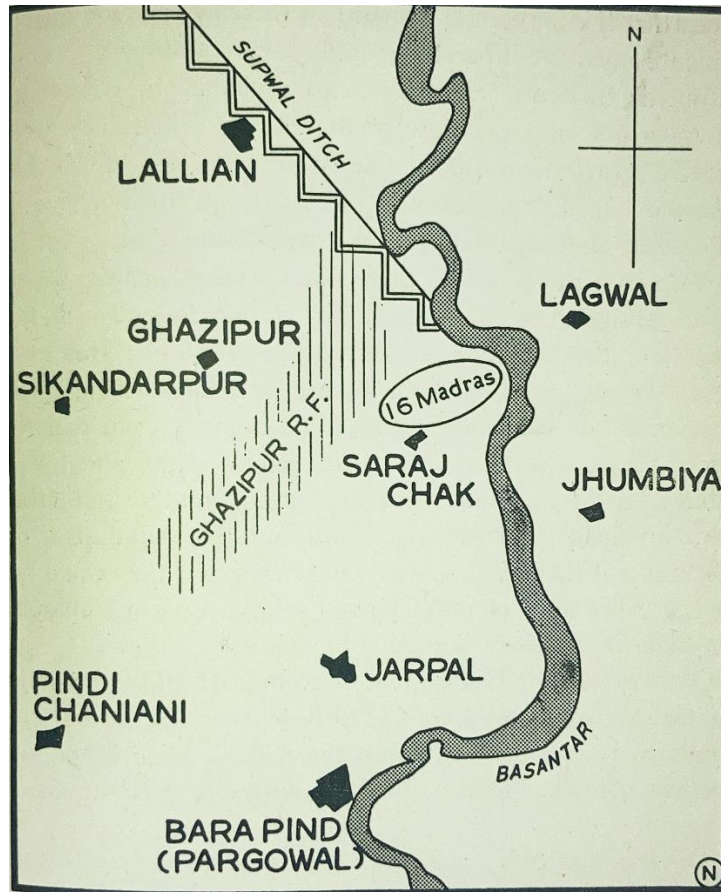 N
SUPWAL DITCH
LALLIAN
LAGWAL
GHAZIPUR
SIKANDARPUR
16 Madras
GHAZIPUR R.F.
SARAJ
CHAK
JHUMBIYA
JARPAL
PINDI
CHANIANI
BASANTAR
BARA PIND
(PARGOWAL)
N